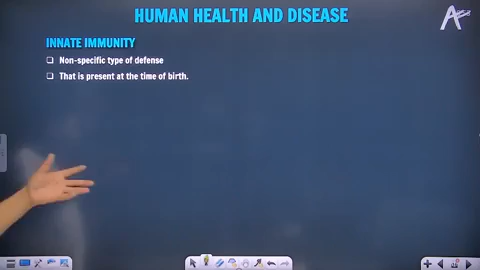 HUMAN HEALTH AND DISEASE
INNATE IMMUNITY
Non-specific type of defense
That is present at the time of birth.